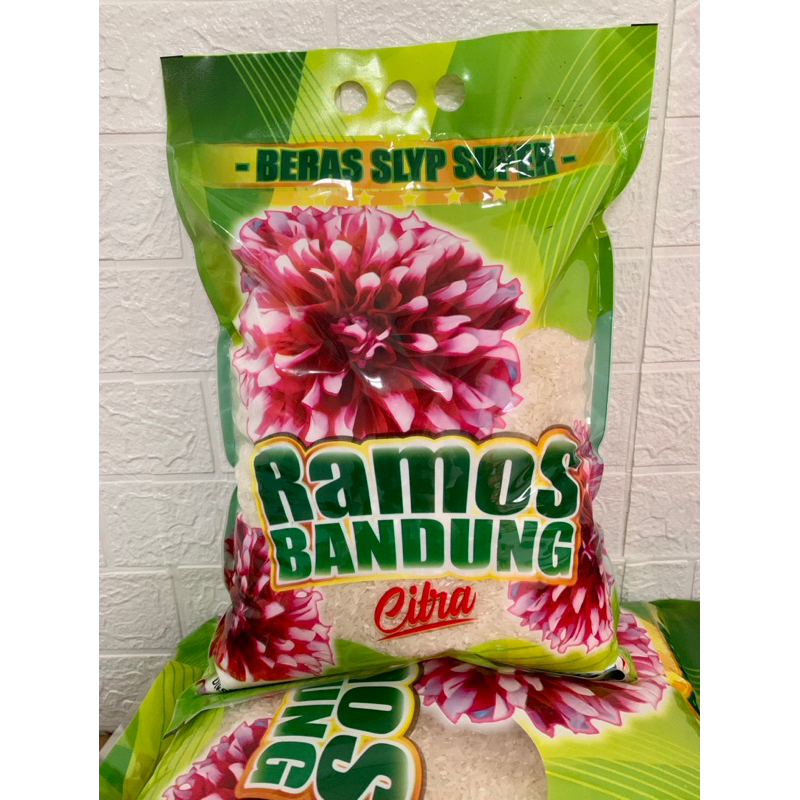 - BERAS SLYP SUPER -
Ramos
BANDUNG
Citra